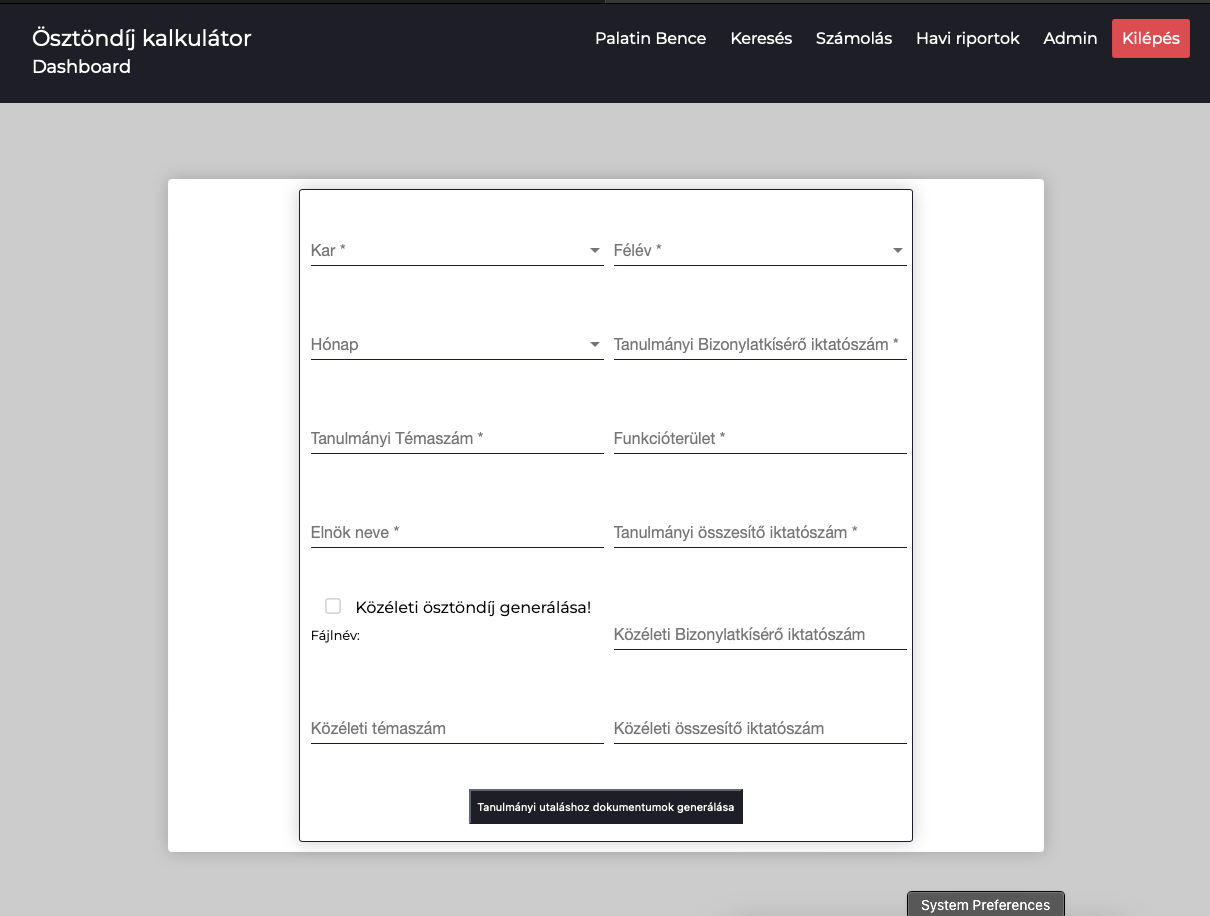 Ösztöndíj kalkulátor
Dashboard
Palatin Bence Keresés Számolás Havi riportok Admin Kilépés
Kar * Félév *
Hónap Tanulmányi Bizonylatkísérő iktatószám *
Tanulmányi Témaszám * Funkcióterület *
Elnök neve * Tanulmányi összesítő iktatószám *
Közéleti ösztöndíj generálása!
Fájlnév: Közéleti Bizonylatkísérő iktatószám
Közéleti témaszám Közéleti összesítő iktatószám
Tanulmányi utaláshoz dokumentumok generálása
System Preferences